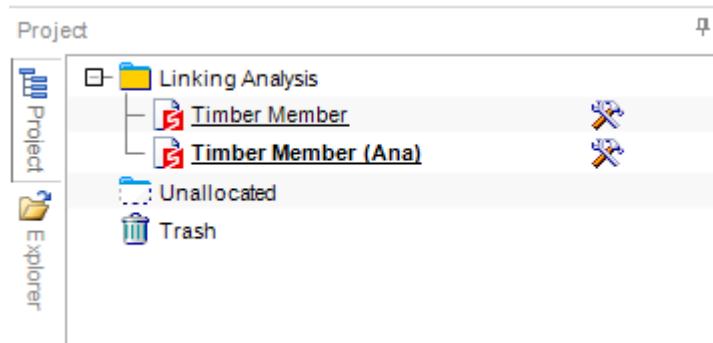 Project
Project
Explorer
Linking Analysis
Timber Member
Timber Member (Ana)
Unallocated
Trash